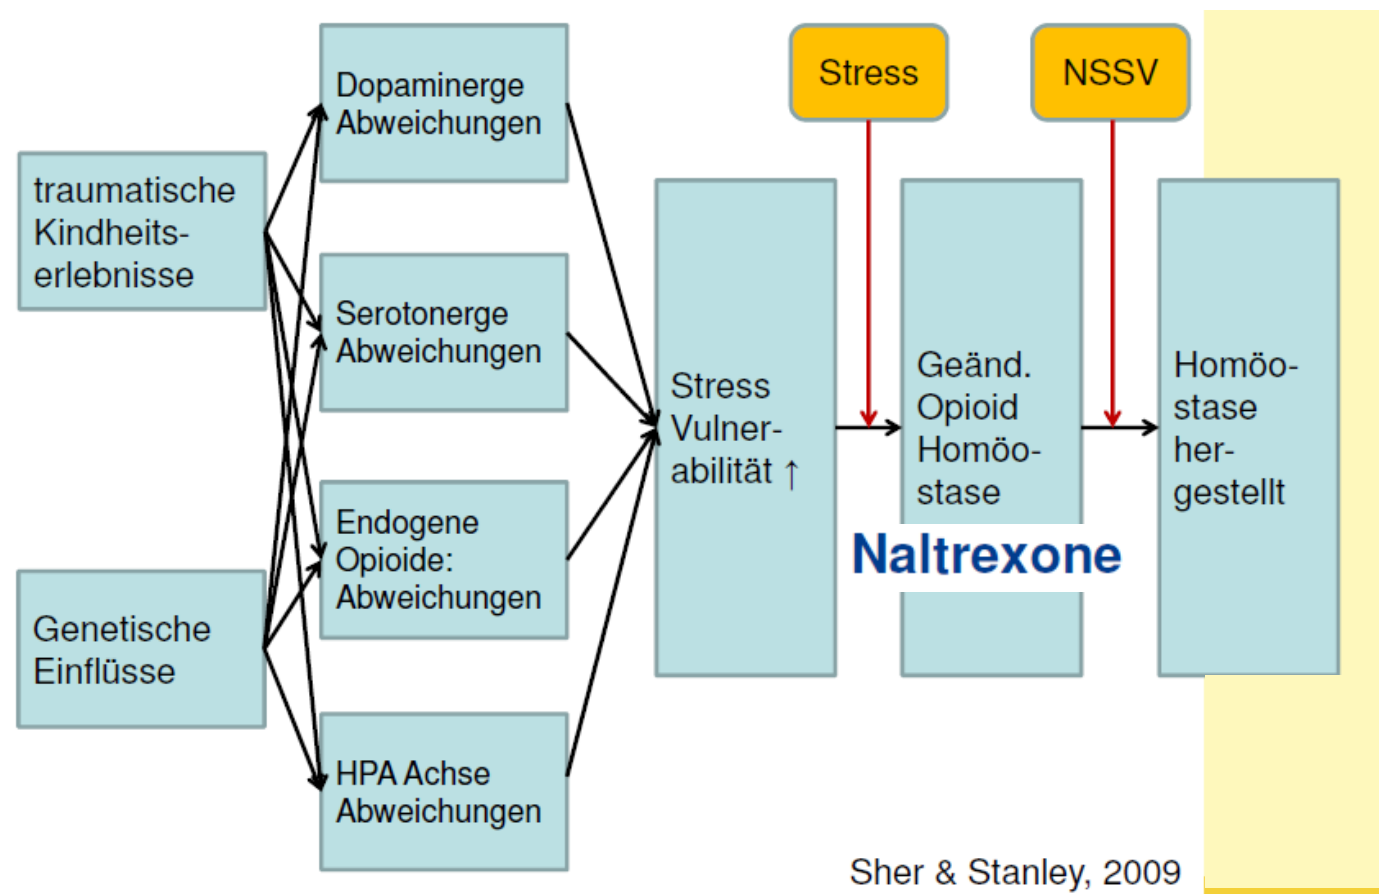 traumatische
Kindheits-
erlebnisse
Genetische
Einflüsse
Dopaminerge
Abweichungen
Serotonerge
Abweichungen
Endogene
Opioide:
Abweichungen
HPA Achse
Abweichungen
Stress
Vulner-
abilität ↑
Stress
Geänd.
Opioid
Homöo-
stase
Naltrexone
NSSV
Homöo-
stase
her-
gestellt
Sher & Stanley, 2009